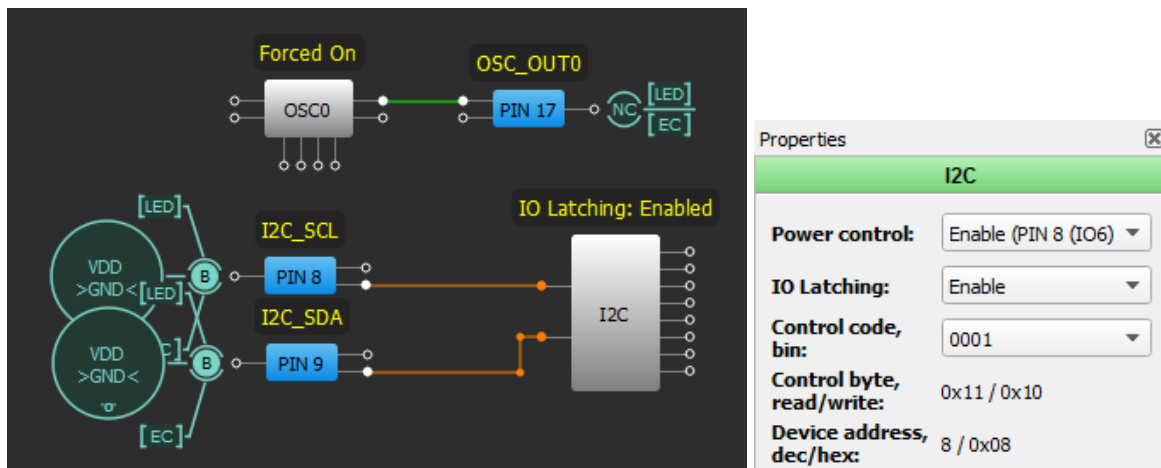 Forced On
OSC_OUT0
OSC0
PIN 17
NC
[LED]
[EC]
[LED]
I2C_SCL
IO Latching: Enabled
VDD
>GND<
B
PIN 8
[LED]
I2C_SDA
I2C
VDD
>GND<
"0"
B
PIN 9
[EC]
Properties
I2C
Power control: Enable (PIN 8 (IO6)
IO Latching: Enable
Control code,
bin: 0001
Control byte,
read/write: 0x11 / 0x10
Device address,
dec/hex: 8 / 0x08